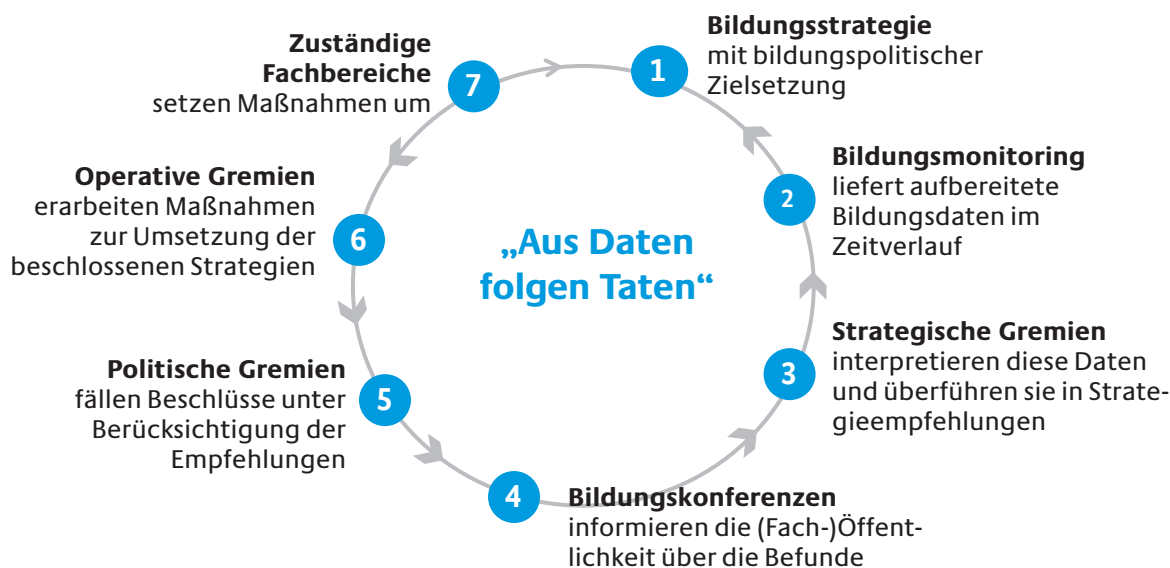 1
Bildungsstrategie
mit bildungspolitischer
Zielsetzung
2
Bildungsmonitoring
liefert aufbereitete
Bildungsdaten im
Zeitverlauf
3
Strategische Gremien
interpretieren diese Daten
und überführen sie in Strate-
gieempfehlungen
4
Bildungskonferenzen
informieren die (Fach-)Öffent-
lichkeit über die Befunde
5
Politische Gremien
fällen Beschlüsse unter
Berücksichtigung der
Empfehlungen
6
Operative Gremien
erarbeiten Maßnahmen
zur Umsetzung der
beschlossenen Strategien
7
Zuständige
Fachbereiche
setzen Maßnahmen um
„Aus Daten
folgen Taten“